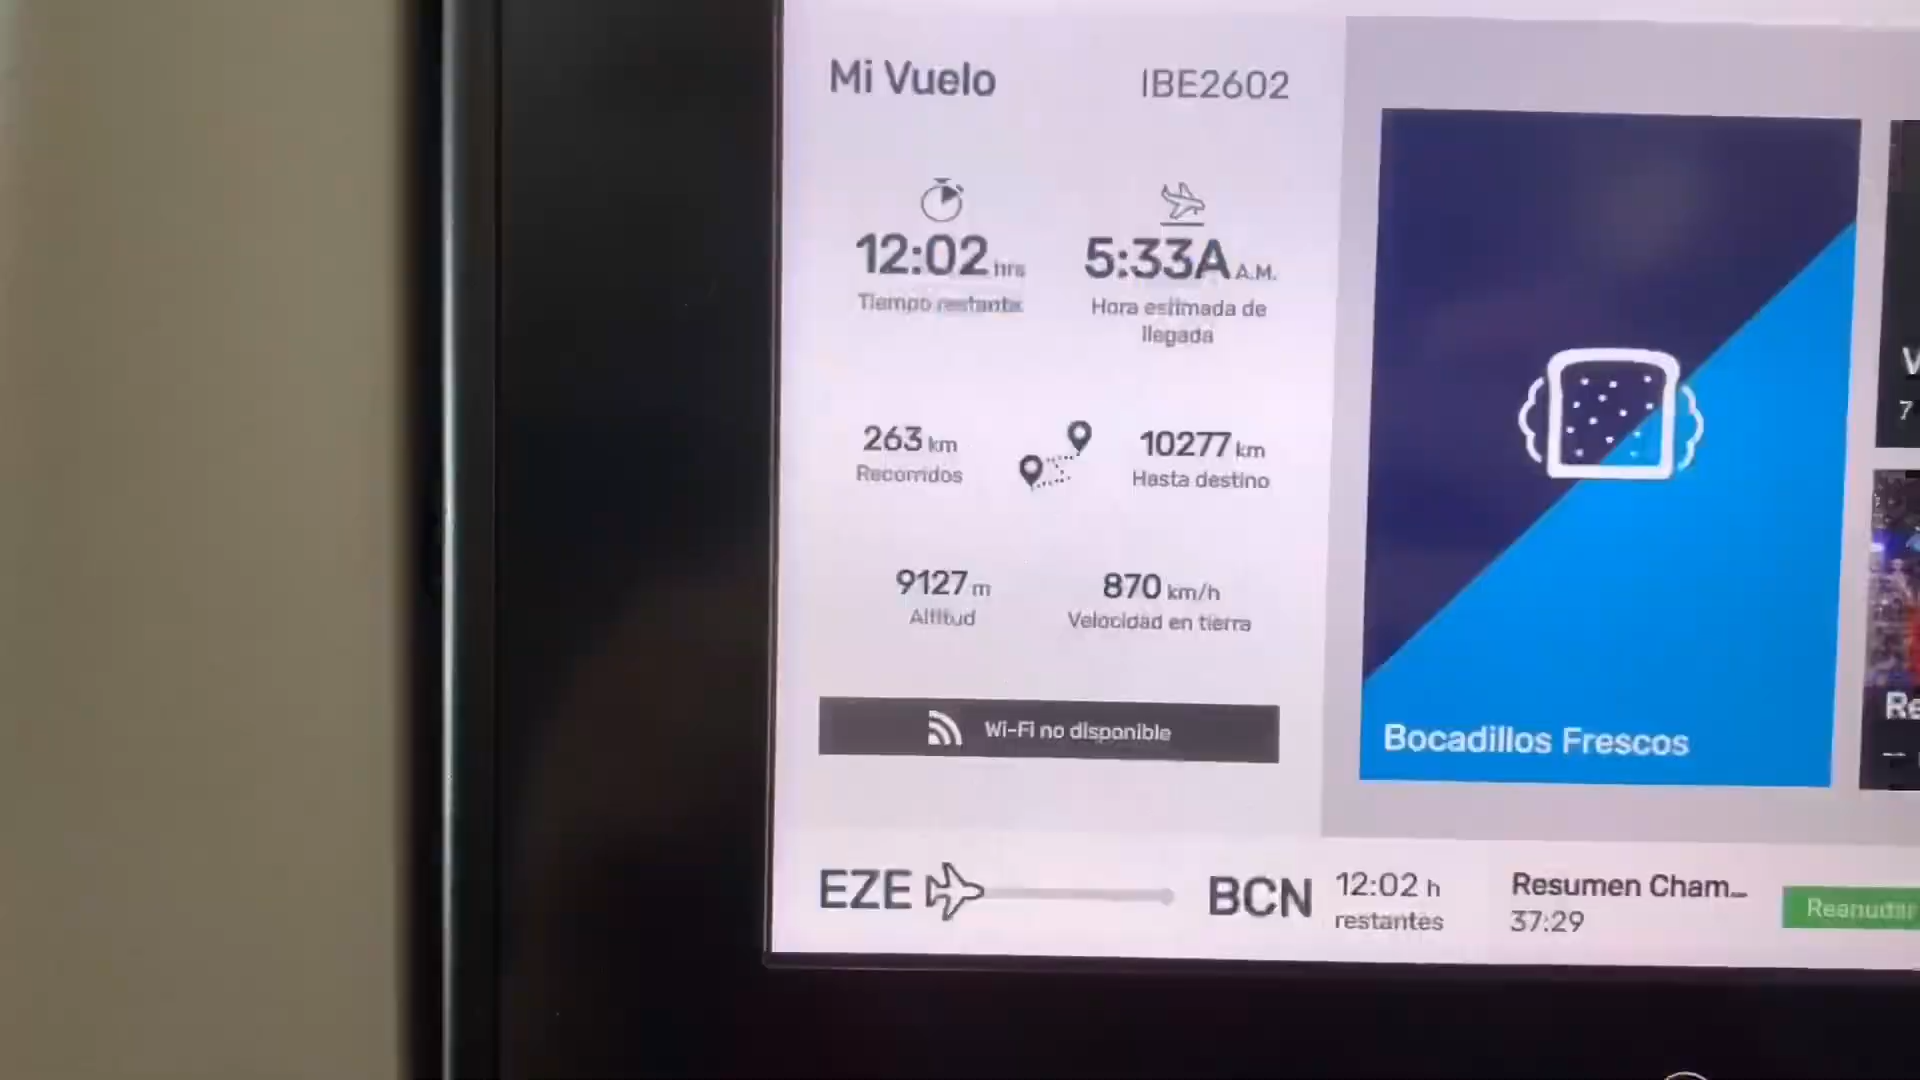 Mi Vuelo IBE2602
12:02 hrs 5:33A A.M.
Tiempo restante Hora estimada de
llegada
263 km 10277 km
Recorridos Hasta destino
9127 m 870 km/h
Altitud Velocidad en tierra
Wi-Fi no disponible
Bocadillos Frescos
V
7
Re
EZE BCN 12:02 h
restantes
Resumen Cham...
37:29
Reanudar